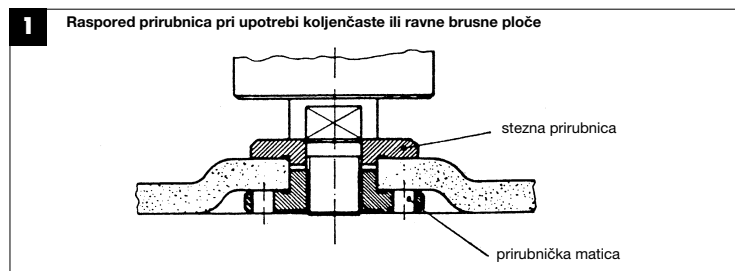 1
Raspored prirubnica pri upotrebi koljenčaste ili ravne brusne ploče
stezna prirubnica
prirubnička matica